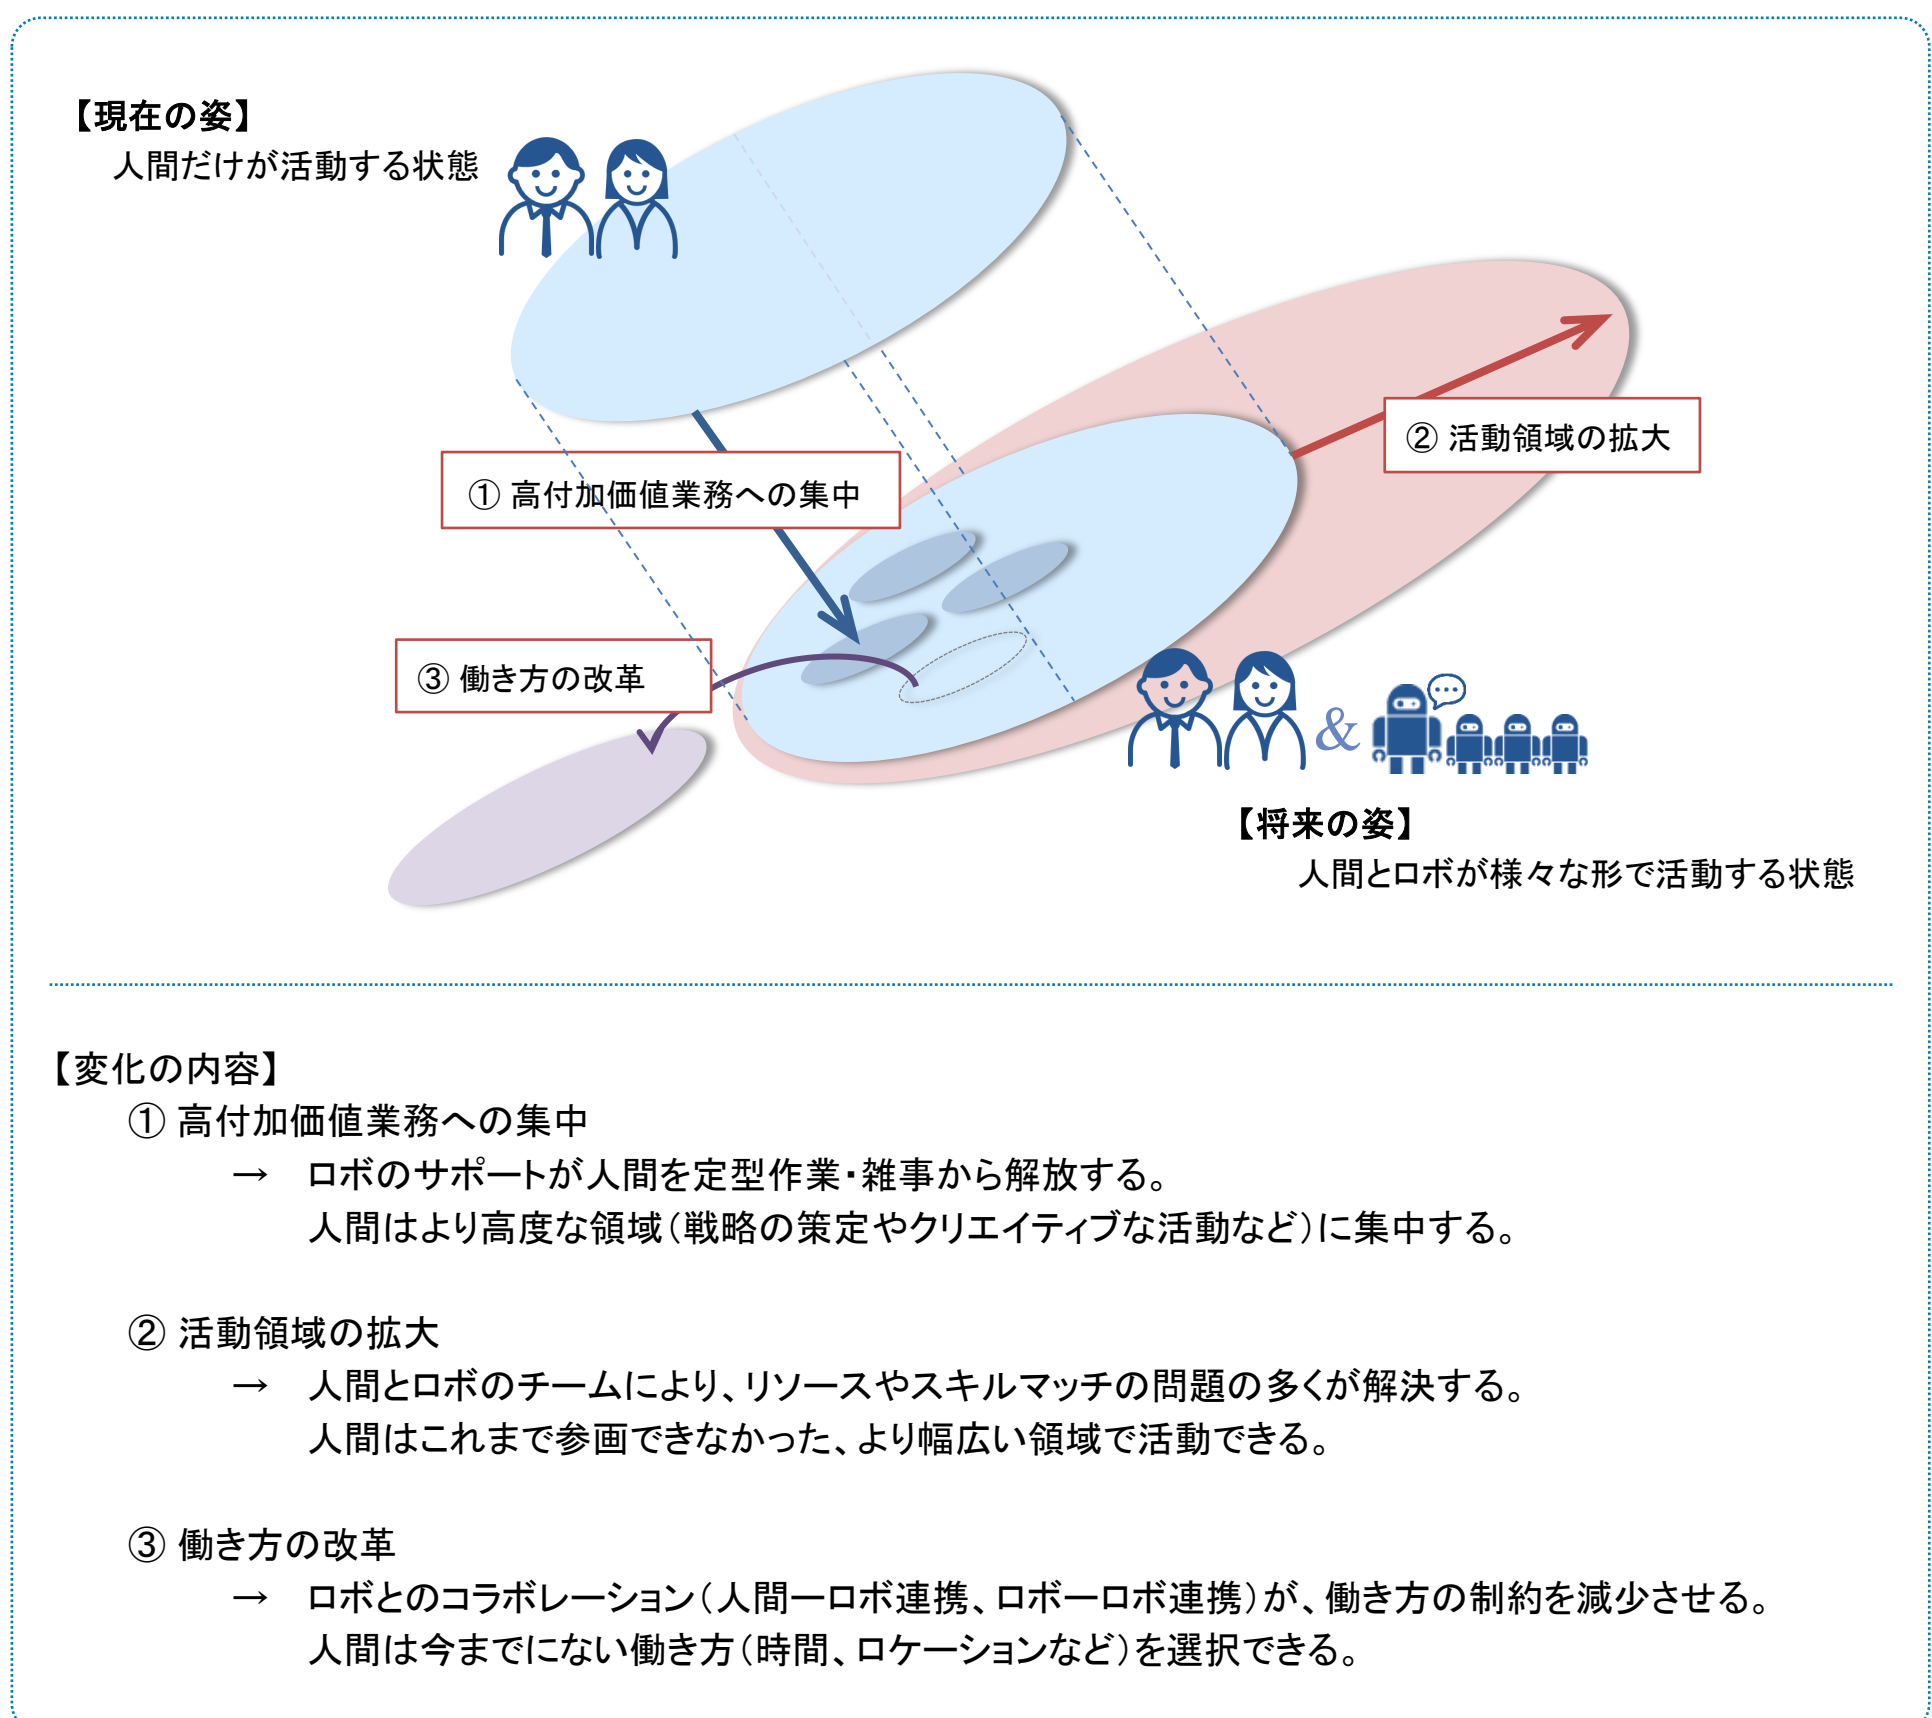 【現在の姿】
人間だけが活動する状態
① 高付加価値業務への集中
② 活動領域の拡大
③ 働き方の改革
&
【将来の姿】
人間とロボが様々な形で活動する状態
【変化の内容】
① 高付加価値業務への集中
→ ロボのサポートが人間を定型作業・雑事から解放する。
人間はより高度な領域（戦略の策定やクリエイティブな活動など）に集中する。
② 活動領域の拡大
→ 人間とロボのチームにより、リソースやスキルマッチの問題の多くが解決する。
人間はこれまで参画できなかった、より幅広い領域で活動できる。
③ 働き方の改革
→ ロボとのコラボレーション（人間ーロボ連携、ロボーロボ連携）が、働き方の制約を減少させる。
人間は今までにない働き方（時間、ロケーションなど）を選択できる。